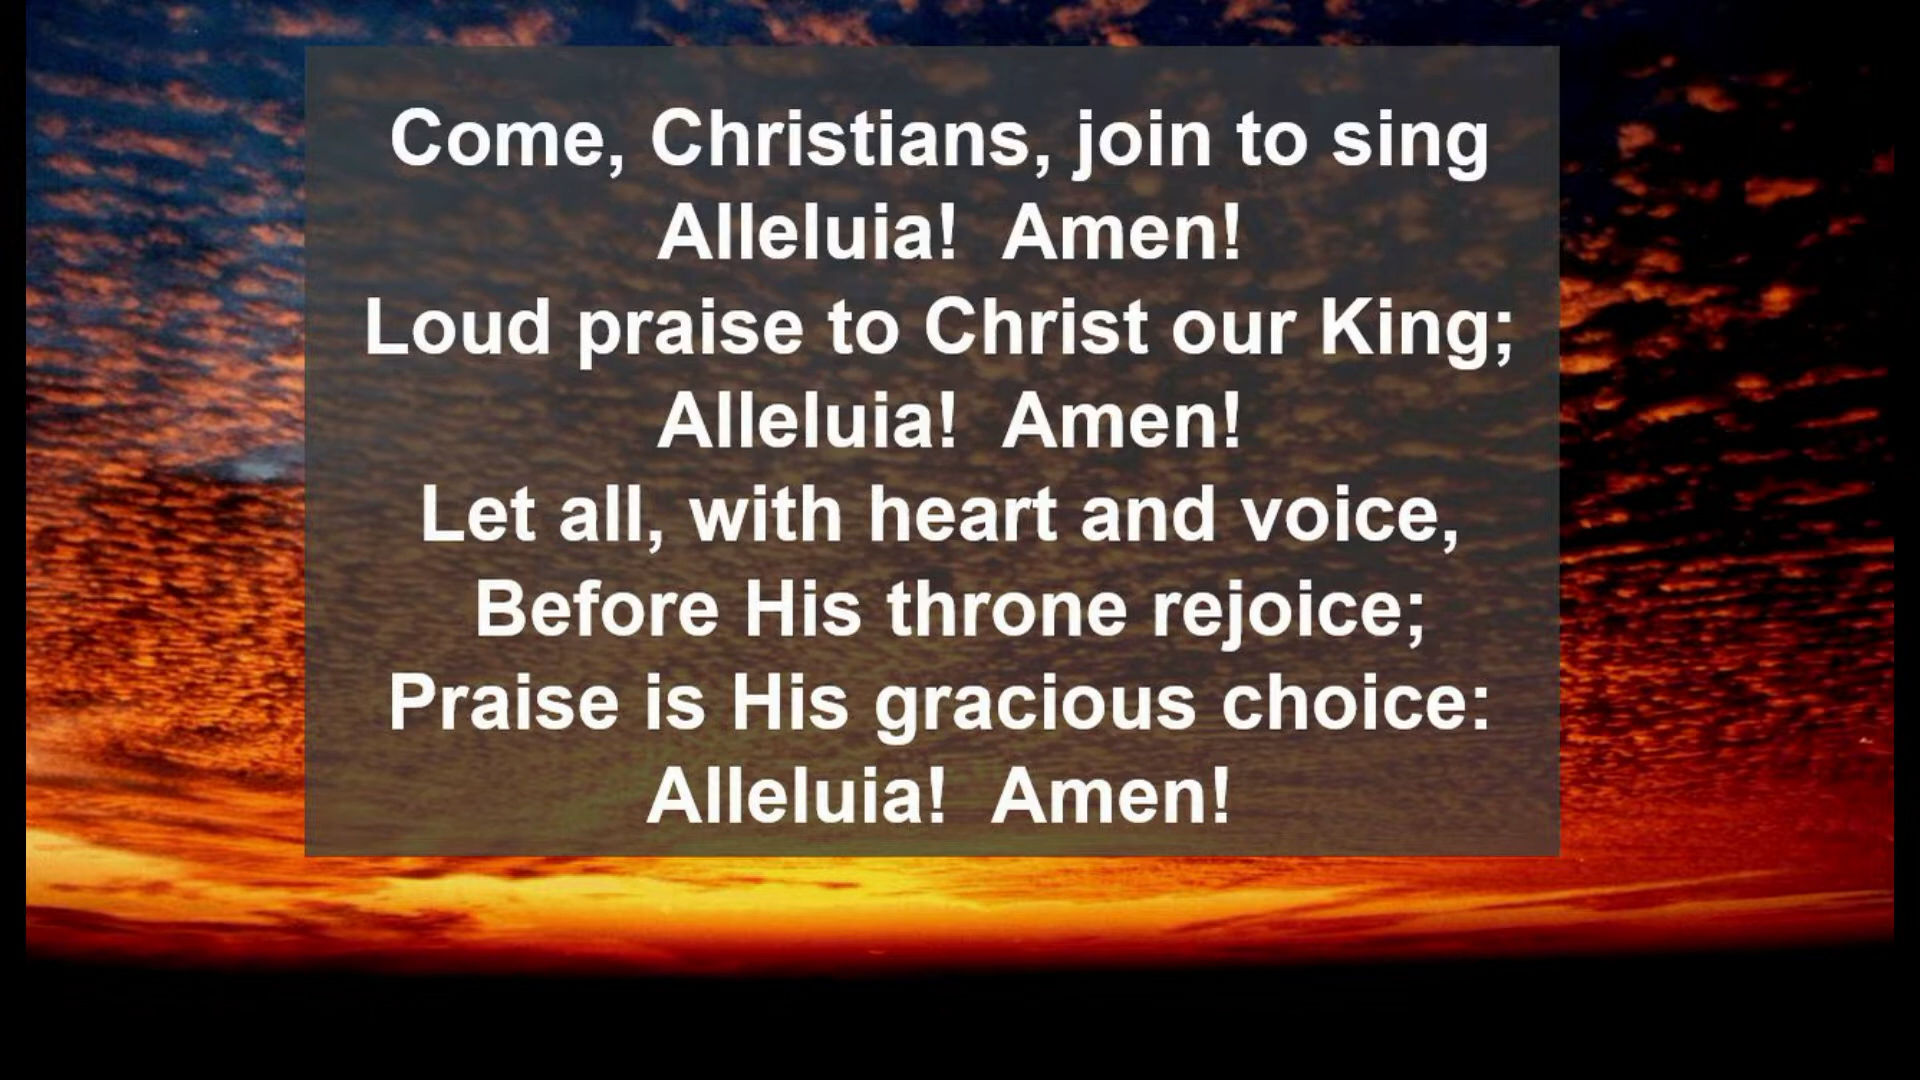 Come, Christians, join to sing
Alleluia!  Amen!
Loud praise to Christ our King;
Alleluia!  Amen!
Let all, with heart and voice,
Before His throne rejoice;
Praise is His gracious choice:
Alleluia!  Amen!